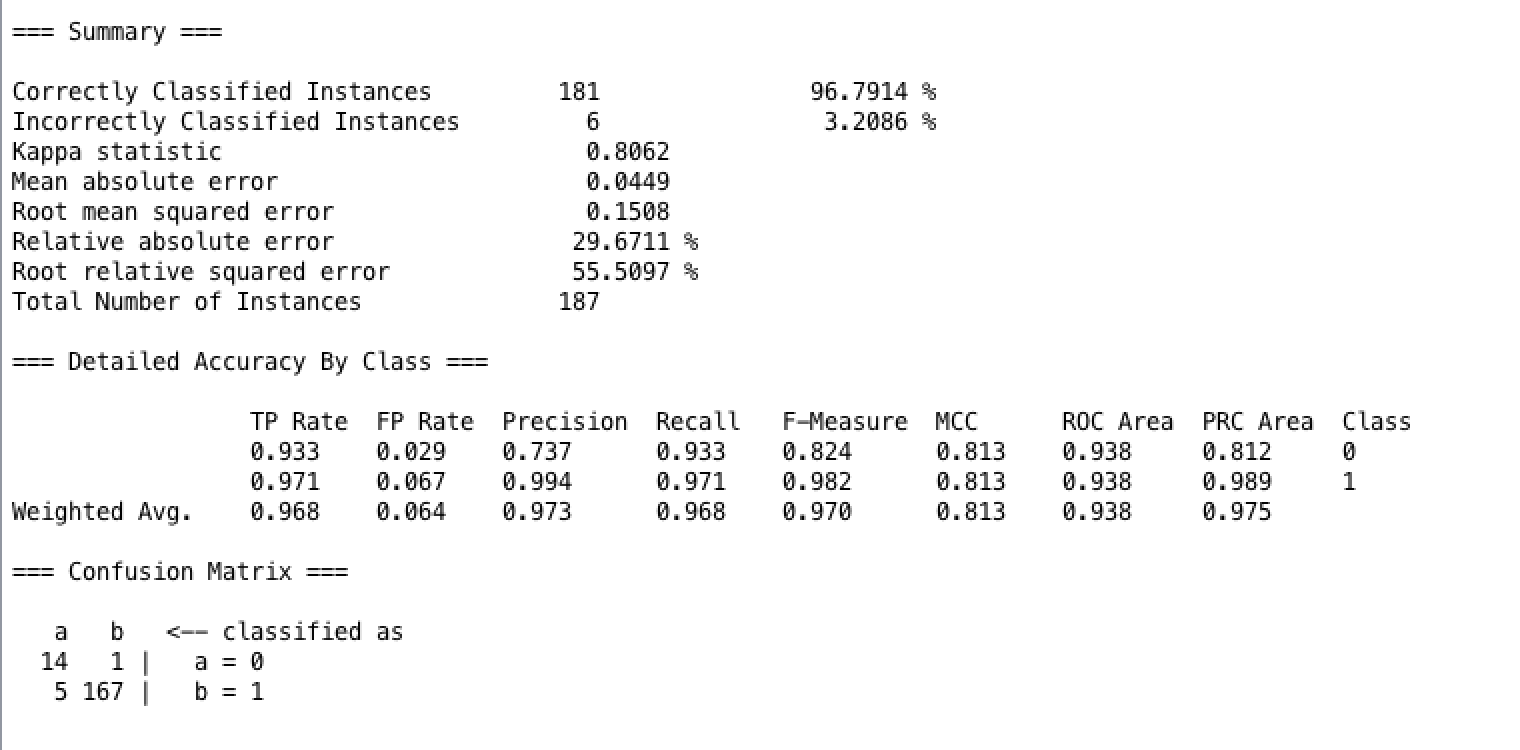 === Summary ===
Correctly Classified Instances 181 96.7914 %
Incorrectly Classified Instances 6 3.2086 %
Kappa statistic 0.8062
Mean absolute error 0.0449
Root mean squared error 0.1508
Relative absolute error 29.6711 %
Root relative squared error 55.5097 %
Total Number of Instances 187
=== Detailed Accuracy By Class ===
TP Rate FP Rate Precision Recall F-Measure MCC ROC Area PRC Area Class
0.933 0.029 0.737 0.933 0.824 0.813 0.938 0.812 0
0.971 0.067 0.994 0.971 0.982 0.813 0.938 0.989 1
Weighted Avg. 0.968 0.064 0.973 0.968 0.970 0.813 0.938 0.975
=== Confusion Matrix ===
a b <-- classified as
14 1 | a = 0
5 167 | b = 1